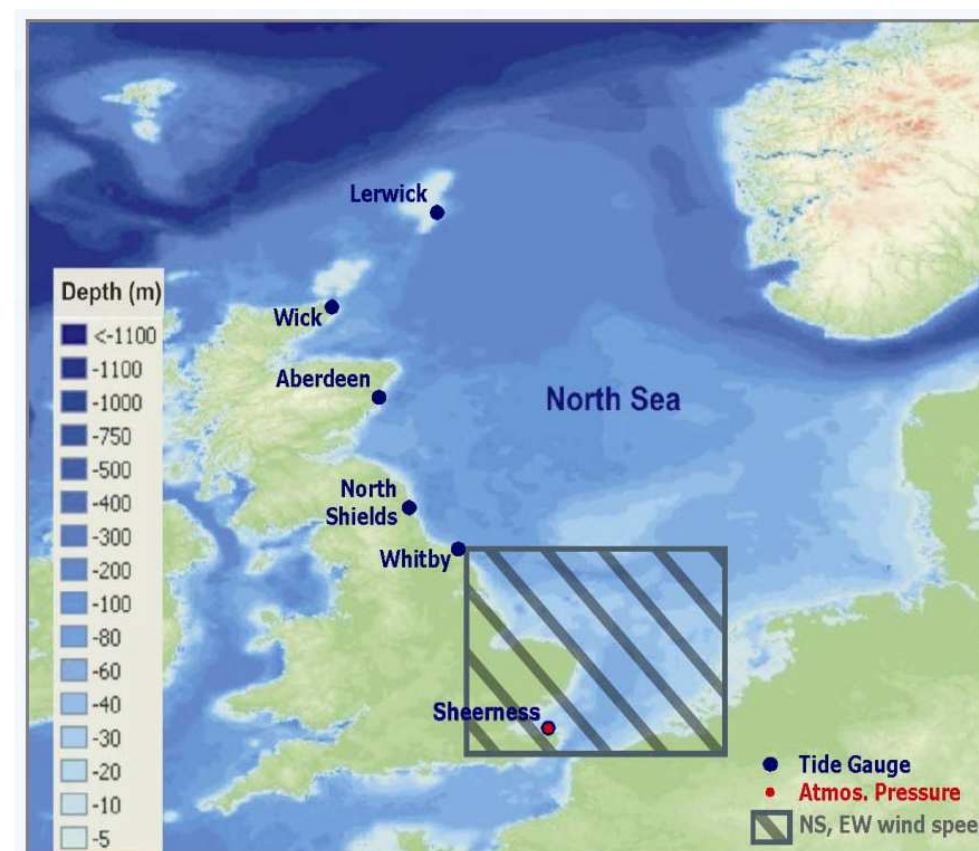 Lerwick
Depth (m)
<-1100
-1100
-1000
-750
-500
-400
-300
-200
-100
-80
-60
-40
-30
-20
-10
-5
Wick
Aberdeen
North Sea
North
Shields
Whitby
Sheerness
Tide Gauge
Atmos. Pressure
NS, EW wind spee